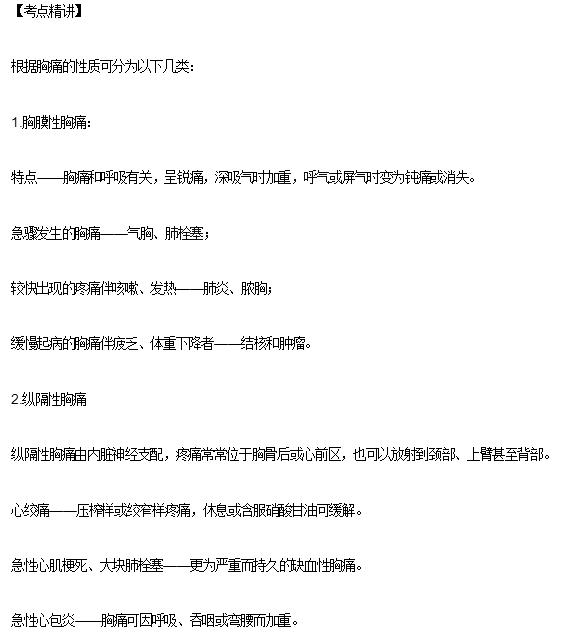 【考点精讲】
根据胸痛的性质可分为以下几类：
1.胸膜性胸痛：
特点——胸痛和呼吸有关，呈锐痛，深吸气时加重，呼气或屏气时变为钝痛或消失。
急骤发生的胸痛——气胸、肺栓塞；
较快出现的疼痛伴咳嗽、发热——肺炎、脓胸；
缓慢起病的胸痛伴疲乏、体重下降者——结核和肿瘤。
2.纵隔性胸痛
纵隔性胸痛由内脏神经支配，疼痛常常位于胸骨后或心前区，也可以放射到颈部、上臂甚至背部。
心绞痛——压榨样或绞窄样疼痛，休息或含服硝酸甘油可缓解。
急性心肌梗死、大块肺栓塞——更为严重而持久的缺血性胸痛。
急性心包炎——胸痛可因呼吸、吞咽或弯腰而加重。